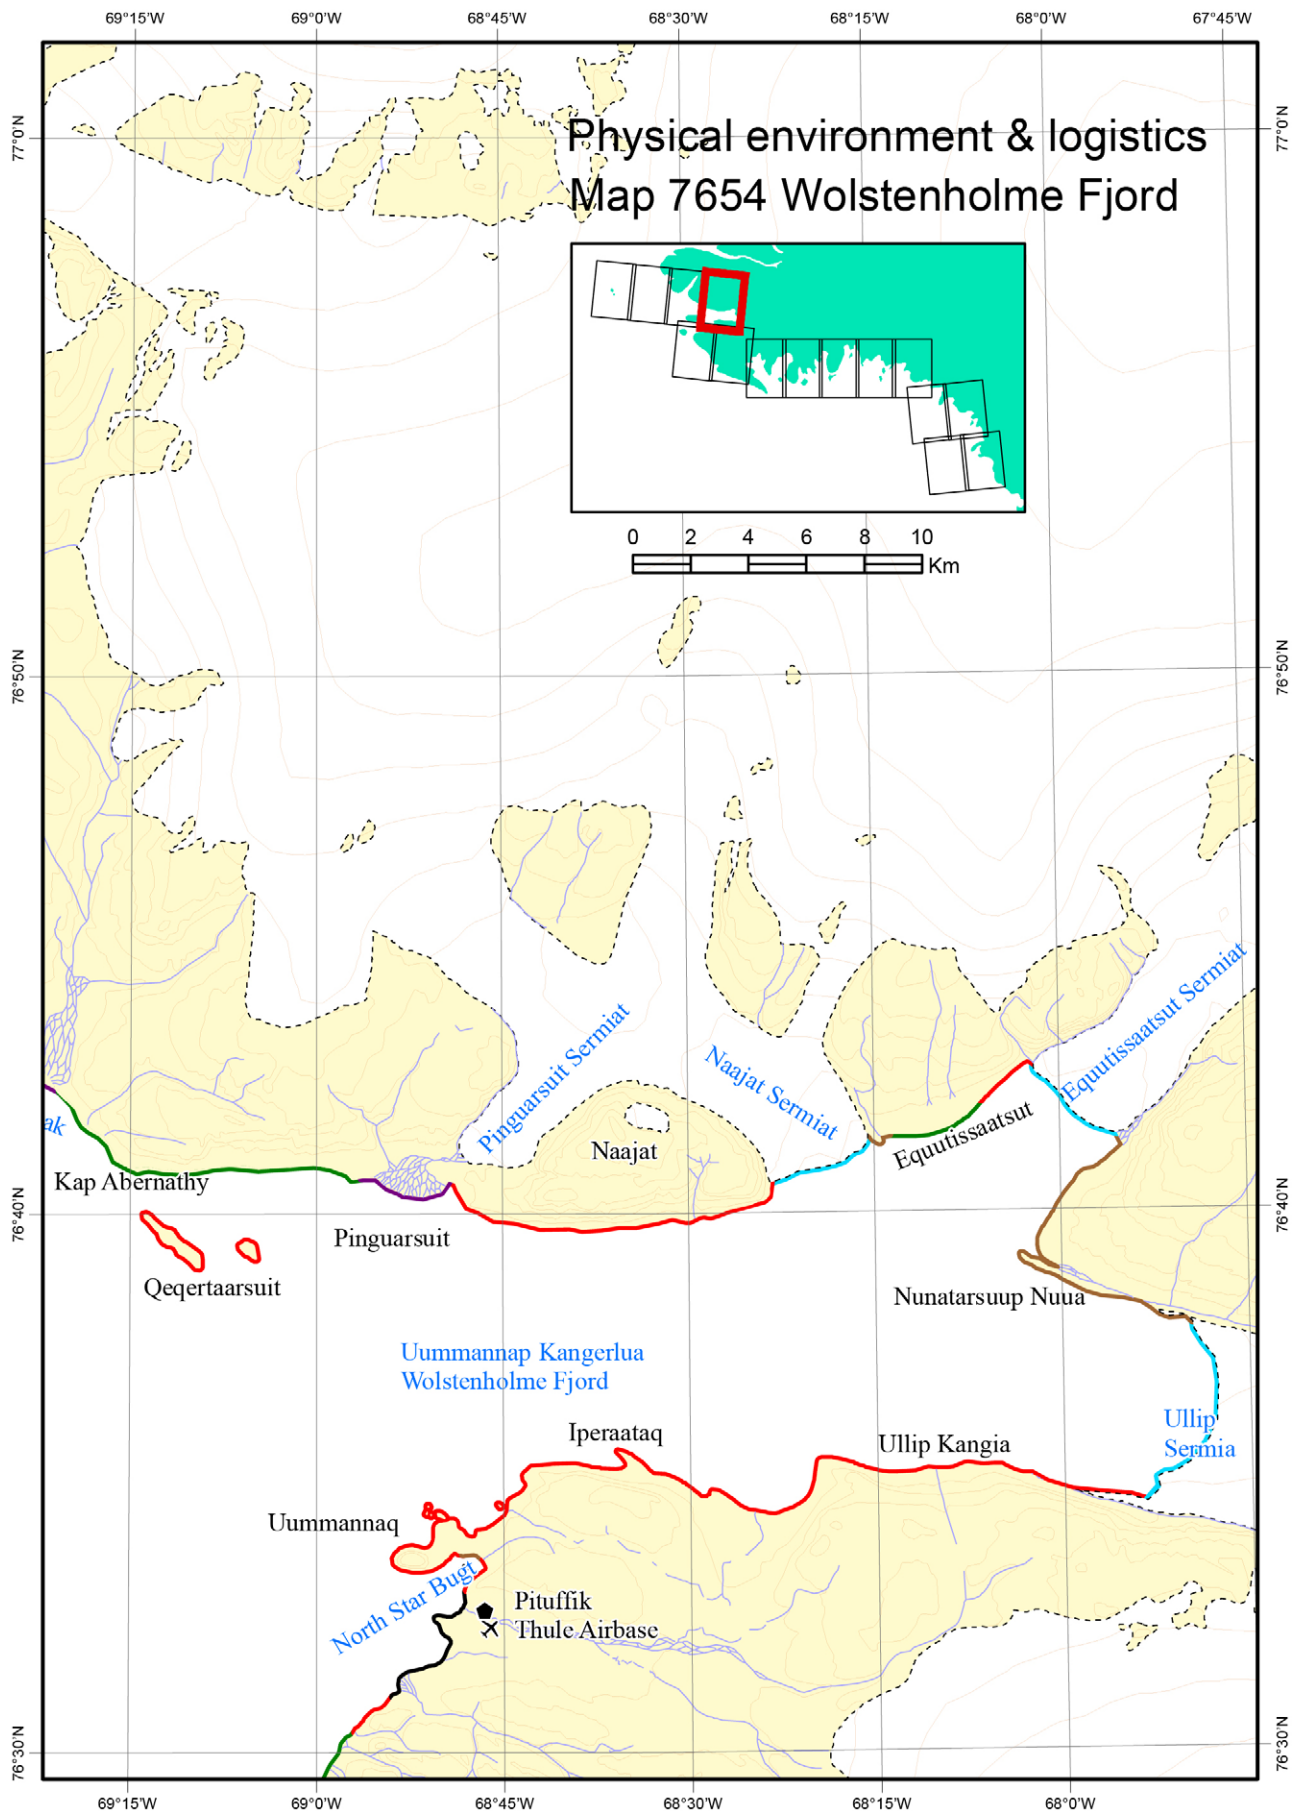 69°15'W 69°0'W 68°45'W 68°30'W 68°15'W 68°0'W 67°45'W
77°0'N
77°0'N
Physical environment & logistics
Map 7654 Wolstenholme Fjord
0 2 4 6 8 10
Km
76°50'N
76°50'N
Equutissaatsut Sermiat
Pinguarsuit Sermiat
Naajat Sermiat
ak
Equutissaatsut
Naajat
Kap Abernathy
76°40'N
76°40'N
Pinguarsuit
Qeqertaarsuit
Nunatarsuup Nuua
Uummannap Kangerlua
Wolstenholme Fjord
Ullip
Sermia
Iperaataq
Ullip Kangia
Uummannaq
North Star Bugt
Pituffik
Thule Airbase
76°30'N
76°30'N
69°15'W 69°0'W 68°45'W 68°30'W 68°15'W 68°0'W